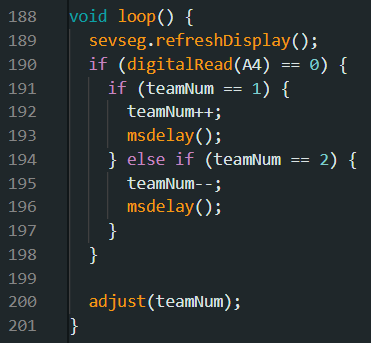 188 void loop() {
189   sevseg.refreshDisplay();
190   if (digitalRead(A4) == 0) {
191     if (teamNum == 1) {
192       teamNum++;
193       msdelay();
194     } else if (teamNum == 2) {
195       teamNum--;
196       msdelay();
197     }
198   }
199
200   adjust(teamNum);
201 }